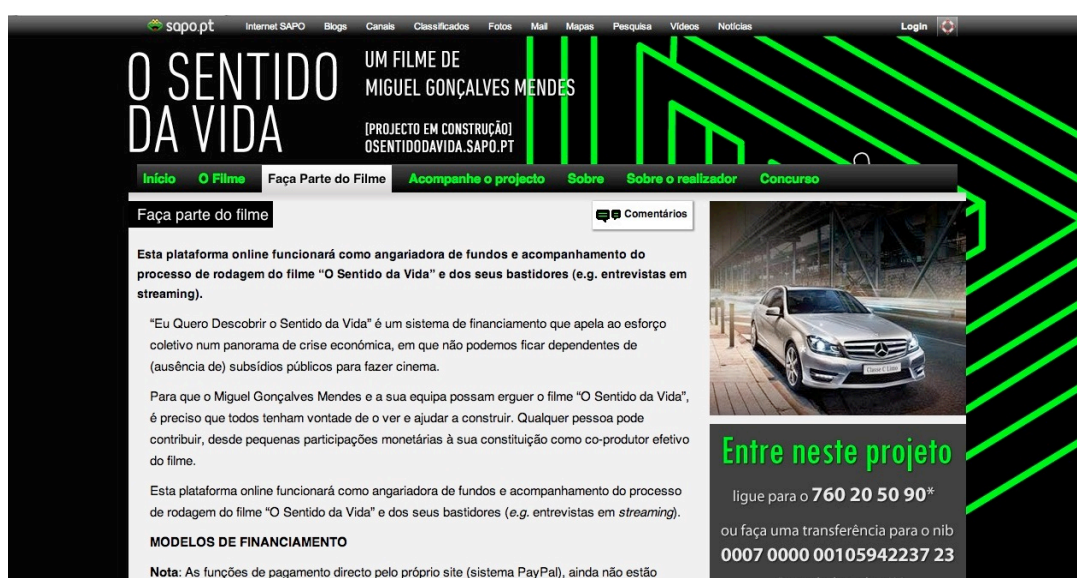 sapo.pt Internet SAPO Blogs Canais Classificados Fotos Mail Mapas Pesquisa Vídeos Notícias Login
O SENTIDO
DA VIDA
UM FILME DE
MIGUEL GONÇALVES MENDES
[PROJECTO EM CONSTRUÇÃO]
OSENTIDODAVIDA.SAPO.PT
Início O Filme Faça Parte do Filme Acompanhe o projecto Sobre Sobre o realizador Concurso
Faça parte do filme
Comentários
Esta plataforma online funcionará como angariadora de fundos e acompanhamento do
processo de rodagem do filme “O Sentido da Vida” e dos seus bastidores (e.g. entrevistas em
streaming).
“Eu Quero Descobrir o Sentido da Vida” é um sistema de financiamento que apela ao esforço
coletivo num panorama de crise económica, em que não podemos ficar dependentes de
(ausência de) subsídios públicos para fazer cinema.
Para que o Miguel Gonçalves Mendes e a sua equipa possam erguer o filme “O Sentido da Vida”,
é preciso que todos tenham vontade de o ver e ajudar a construir. Qualquer pessoa pode
contribuir, desde pequenas participações monetárias à sua constituição como co-produtor efetivo
do filme.
Esta plataforma online funcionará como angariadora de fundos e acompanhamento do processo
de rodagem do filme “O Sentido da Vida” e dos seus bastidores (e.g. entrevistas em streaming).
MODELOS DE FINANCIAMENTO
Nota: As funções de pagamento directo pelo próprio site (sistema PayPal), ainda não estão
Classe C Limo
Entre neste projeto
ligue para o 760 20 50 90*
ou faça uma transferência para o nib
0007 0000 00105942237 23